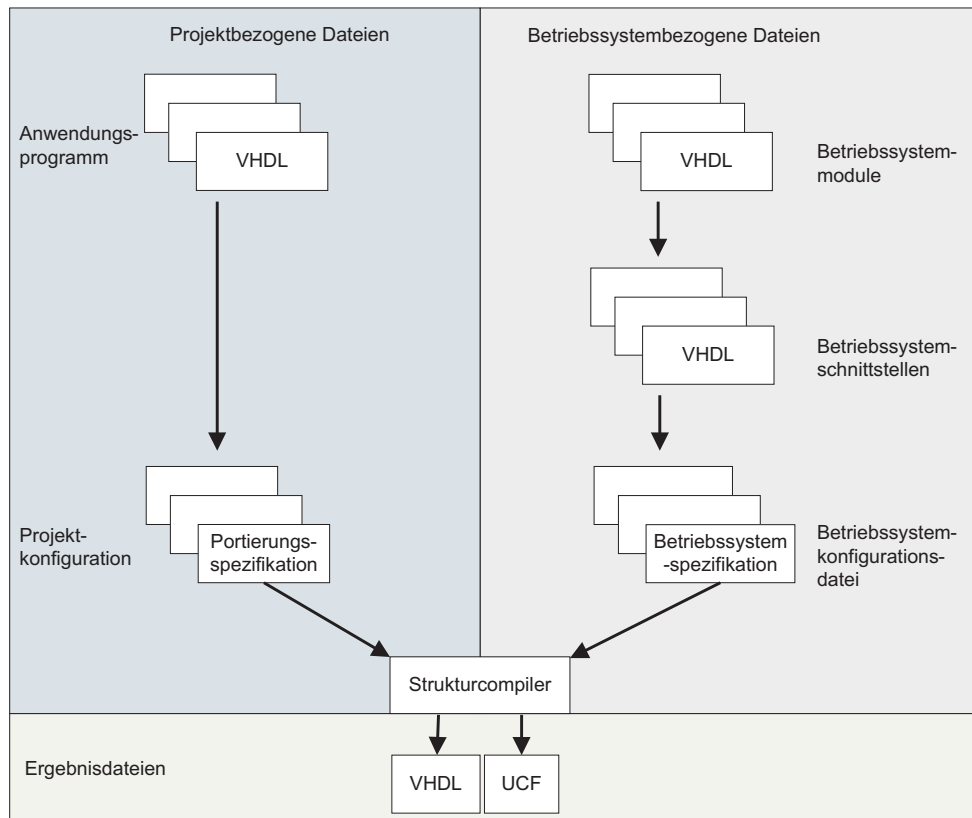 Projektbezogene Dateien
Betriebssystembezogene Dateien
Anwendungs-
programm
VHDL
VHDL
Betriebssystem-
module
VHDL
Betriebssystem-
schnittstellen
Projekt-
konfiguration
Portierungs-
spezifikation
Betriebssystem
-spezifikation
Betriebssystem-
konfigurations-
datei
Strukturcompiler
Ergebnisdateien
VHDL
UCF